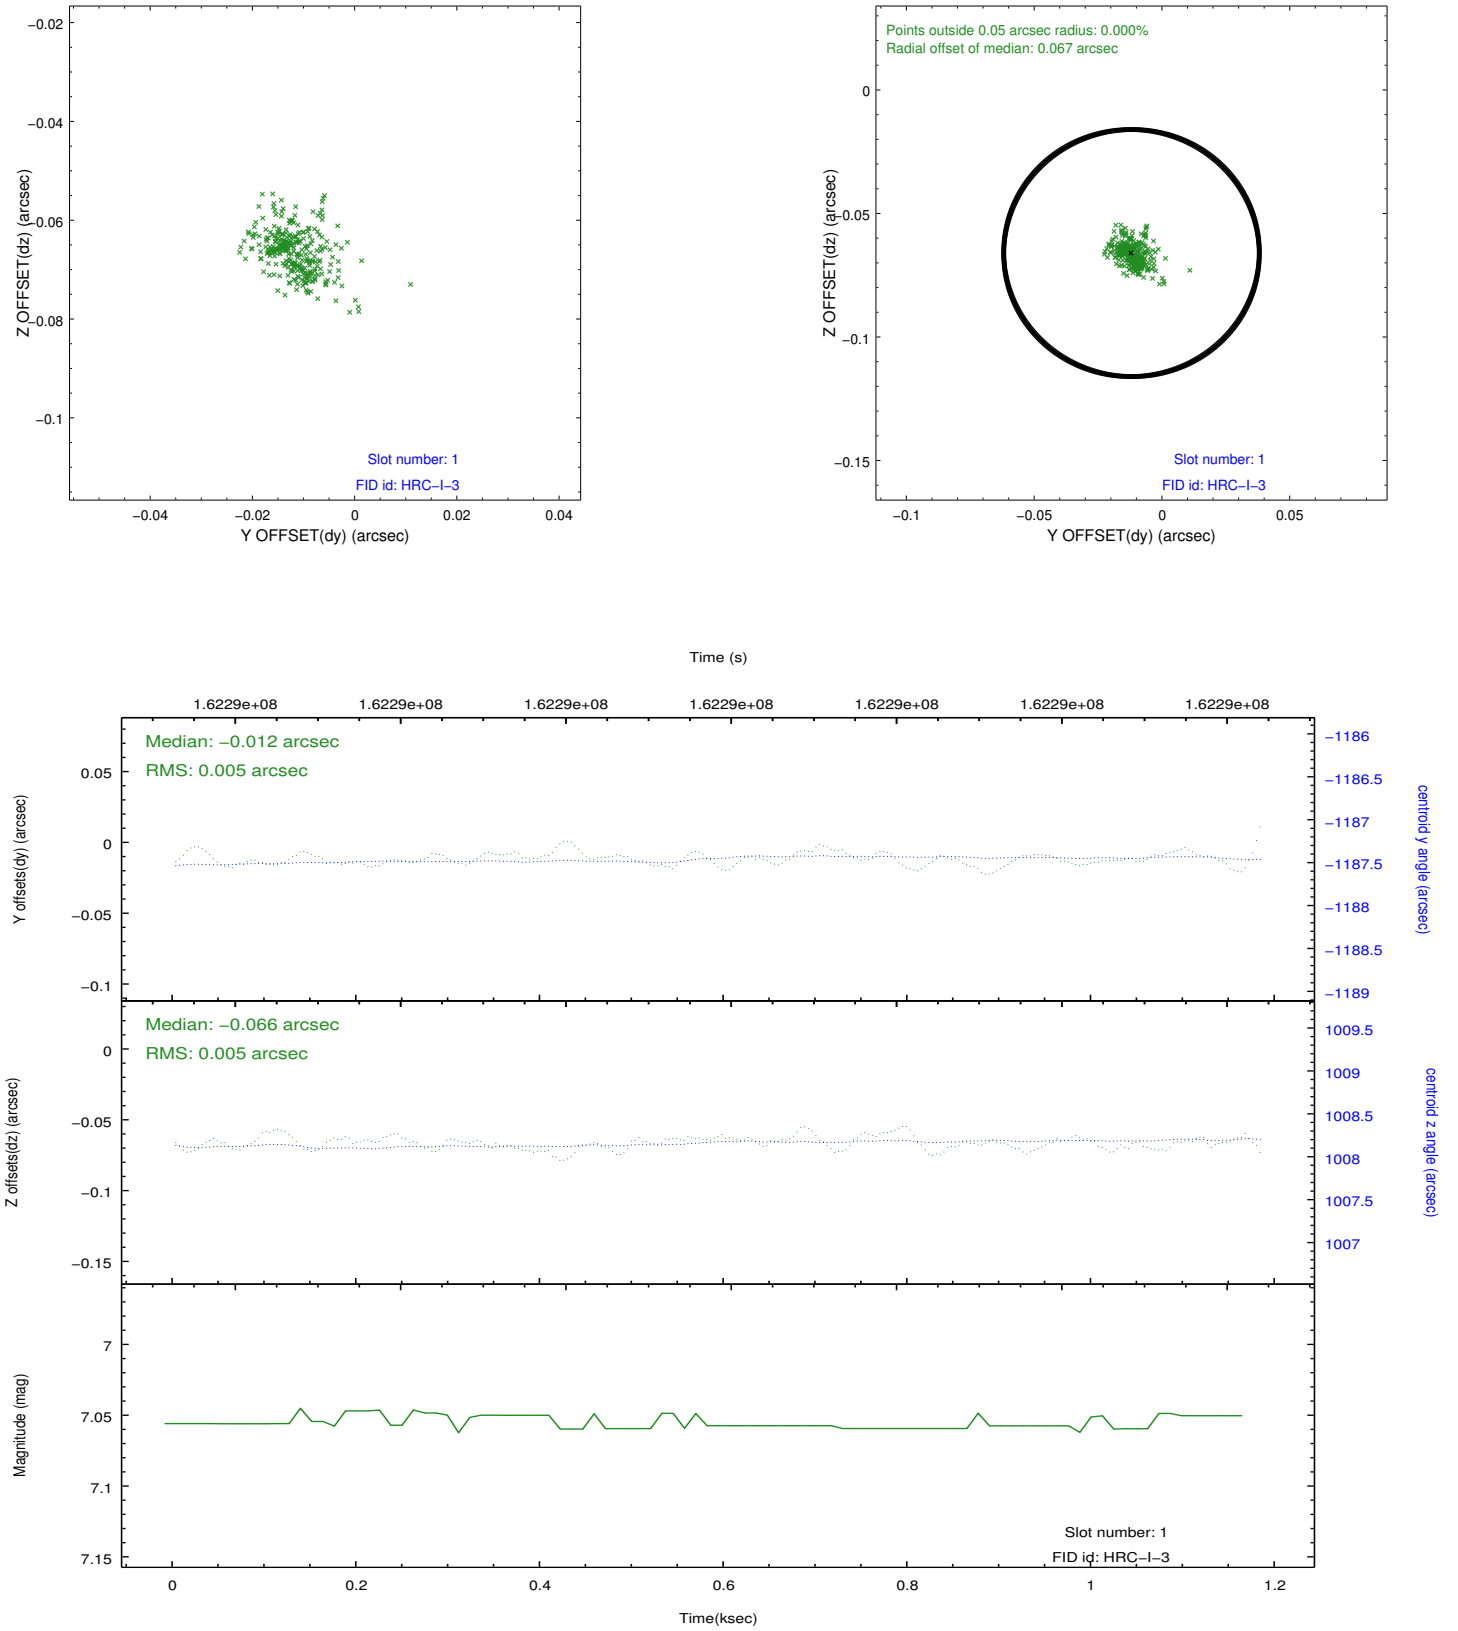 −0.02
−0.04
−0.06
−0.08
−0.1
Z OFFSET(dz) (arcsec)
Slot number: 1
FID id: HRC−I−3
−0.04 −0.02 0 0.02 0.04
Y OFFSET(dy) (arcsec)
Points outside 0.05 arcsec radius: 0.000%
Radial offset of median: 0.067 arcsec
0
−0.05
−0.1
−0.15
Z OFFSET(dz) (arcsec)
Slot number: 1
FID id: HRC−I−3
−0.1 −0.05 0 0.05
Y OFFSET(dy) (arcsec)
Time (s)
1.6229e+08 1.6229e+08 1.6229e+08 1.6229e+08 1.6229e+08 1.6229e+08 1.6229e+08
Median: −0.012 arcsec
RMS: 0.005 arcsec
0.05
0
−0.05
−0.1
Y offsets(dy) (arcsec)
−1186
−1186.5
−1187
−1187.5
−1188
−1188.5
−1189
centroid y angle (arcsec)
Median: −0.066 arcsec
RMS: 0.005 arcsec
0
−0.05
−0.1
−0.15
Z offsets(dz) (arcsec)
1009.5
1009
1008.5
1008
1007.5
1007
centroid z angle (arcsec)
7
7.05
7.1
7.15
Magnitude (mag)
Slot number: 1
FID id: HRC−I−3
0 0.2 0.4 0.6 0.8 1 1.2
Time(ksec)